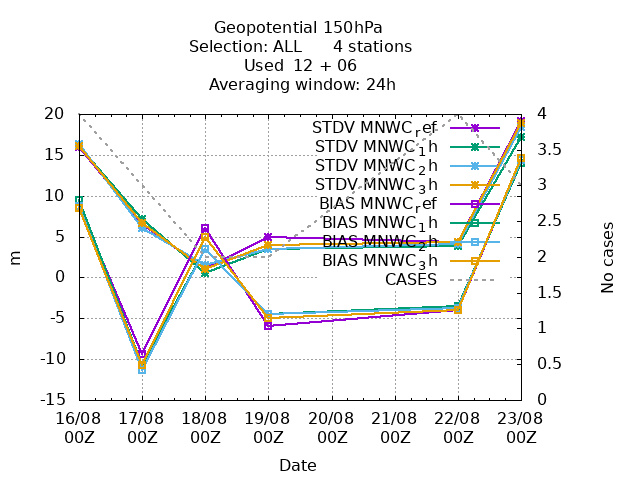 Geopotential 150hPa
Selection: ALL      4 stations
Used  12 + 06
Averaging window: 24h
20
15
10
5
0
-5
-10
-15
m
4
3.5
3
2.5
2
1.5
1
0.5
0
No cases
STDV MNWC_ref
STDV MNWC_1h
STDV MNWC_2h
STDV MNWC_3h
BIAS MNWC_ref
BIAS MNWC_1h
BIAS MNWC_2h
BIAS MNWC_3h
CASES
16/08 17/08 18/08 19/08 20/08 21/08 22/08 23/08
00Z 00Z 00Z 00Z 00Z 00Z 00Z 00Z
Date